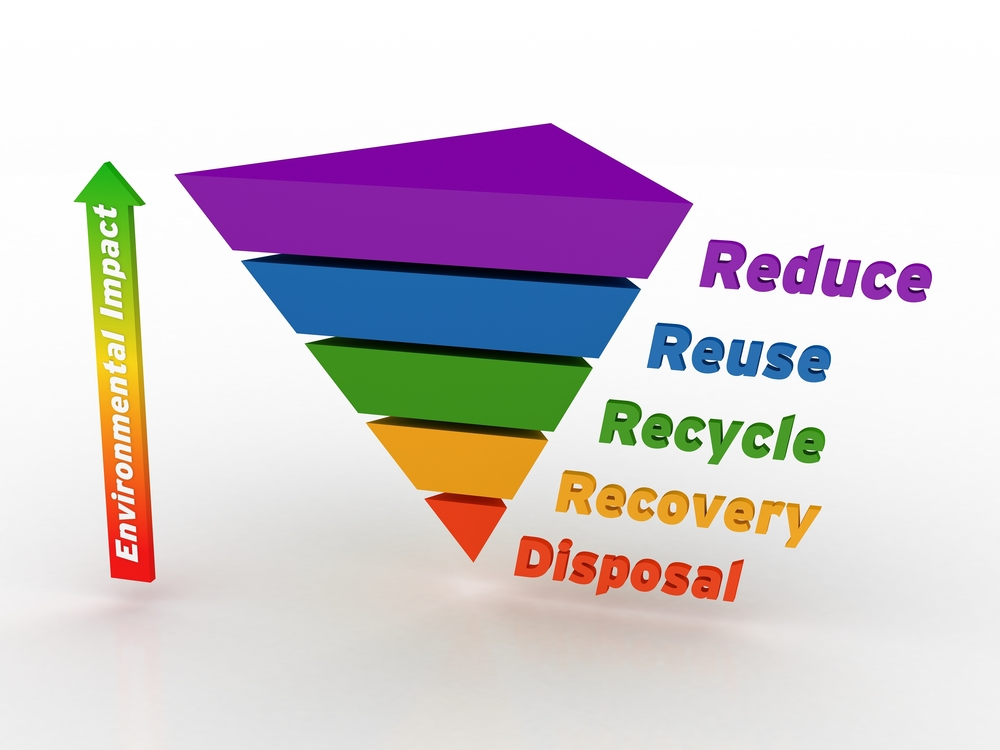 Environmental Impact
Reduce
Reuse
Recycle
Recovery
Disposal